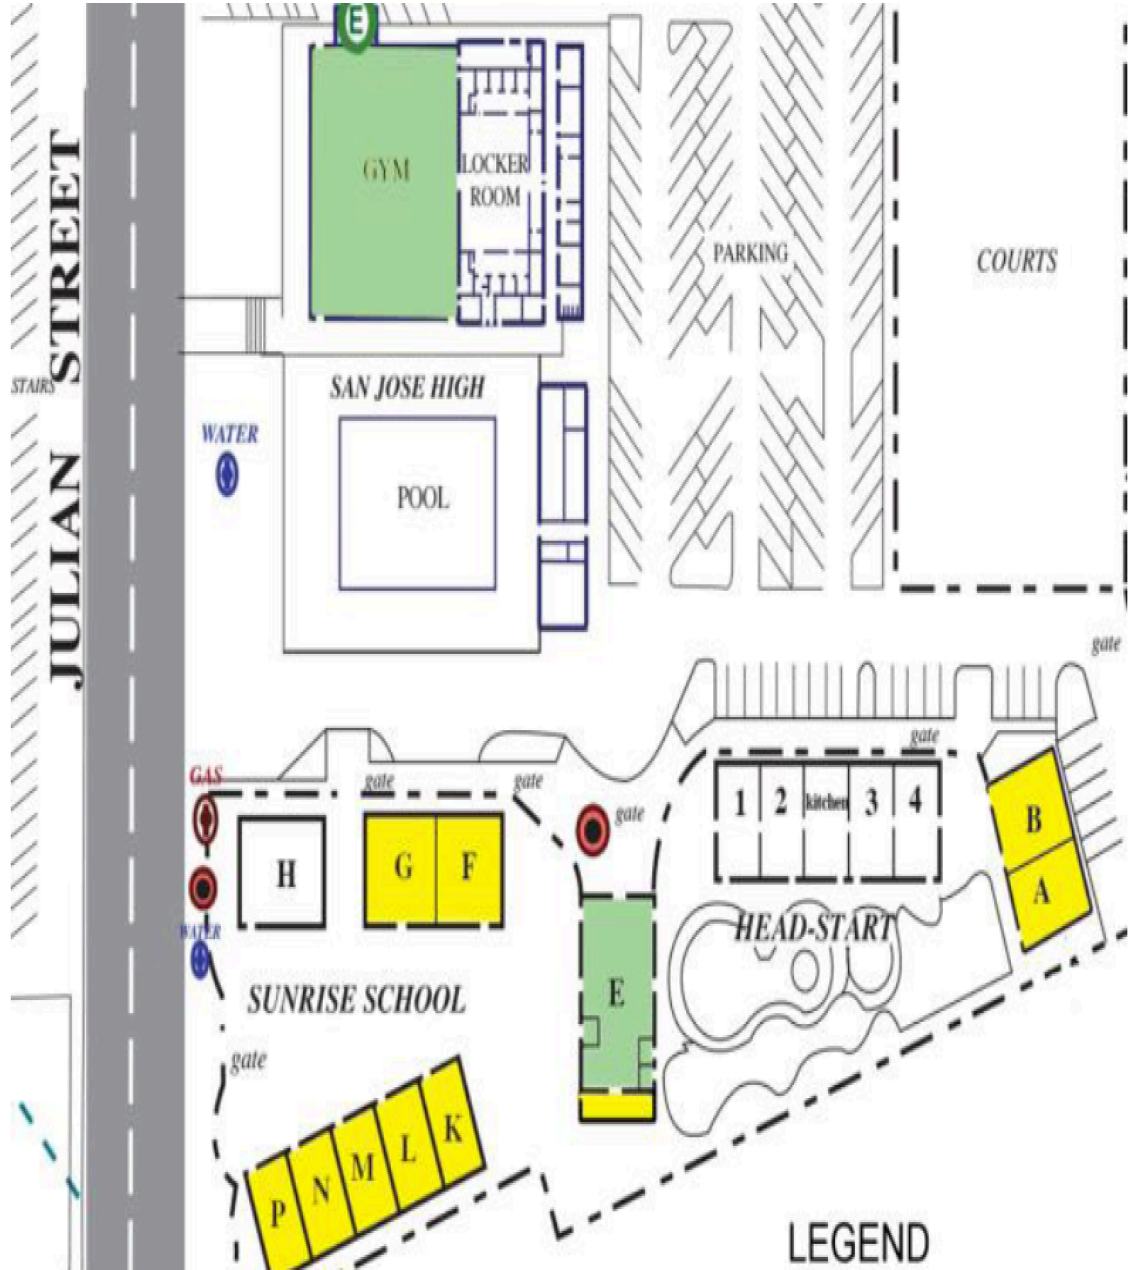 E
GYM
LOCKER
ROOM
PARKING
COURTS
JULIAN STREET
STAIRS
SAN JOSE HIGH
WATER
POOL
gate
GAS
gate
gate
gate
gate
1
2
kitchen
3
4
B
A
H
G
F
WATER
HEAD-START
E
SUNRISE SCHOOL
gate
K
L
M
N
P
LEGEND